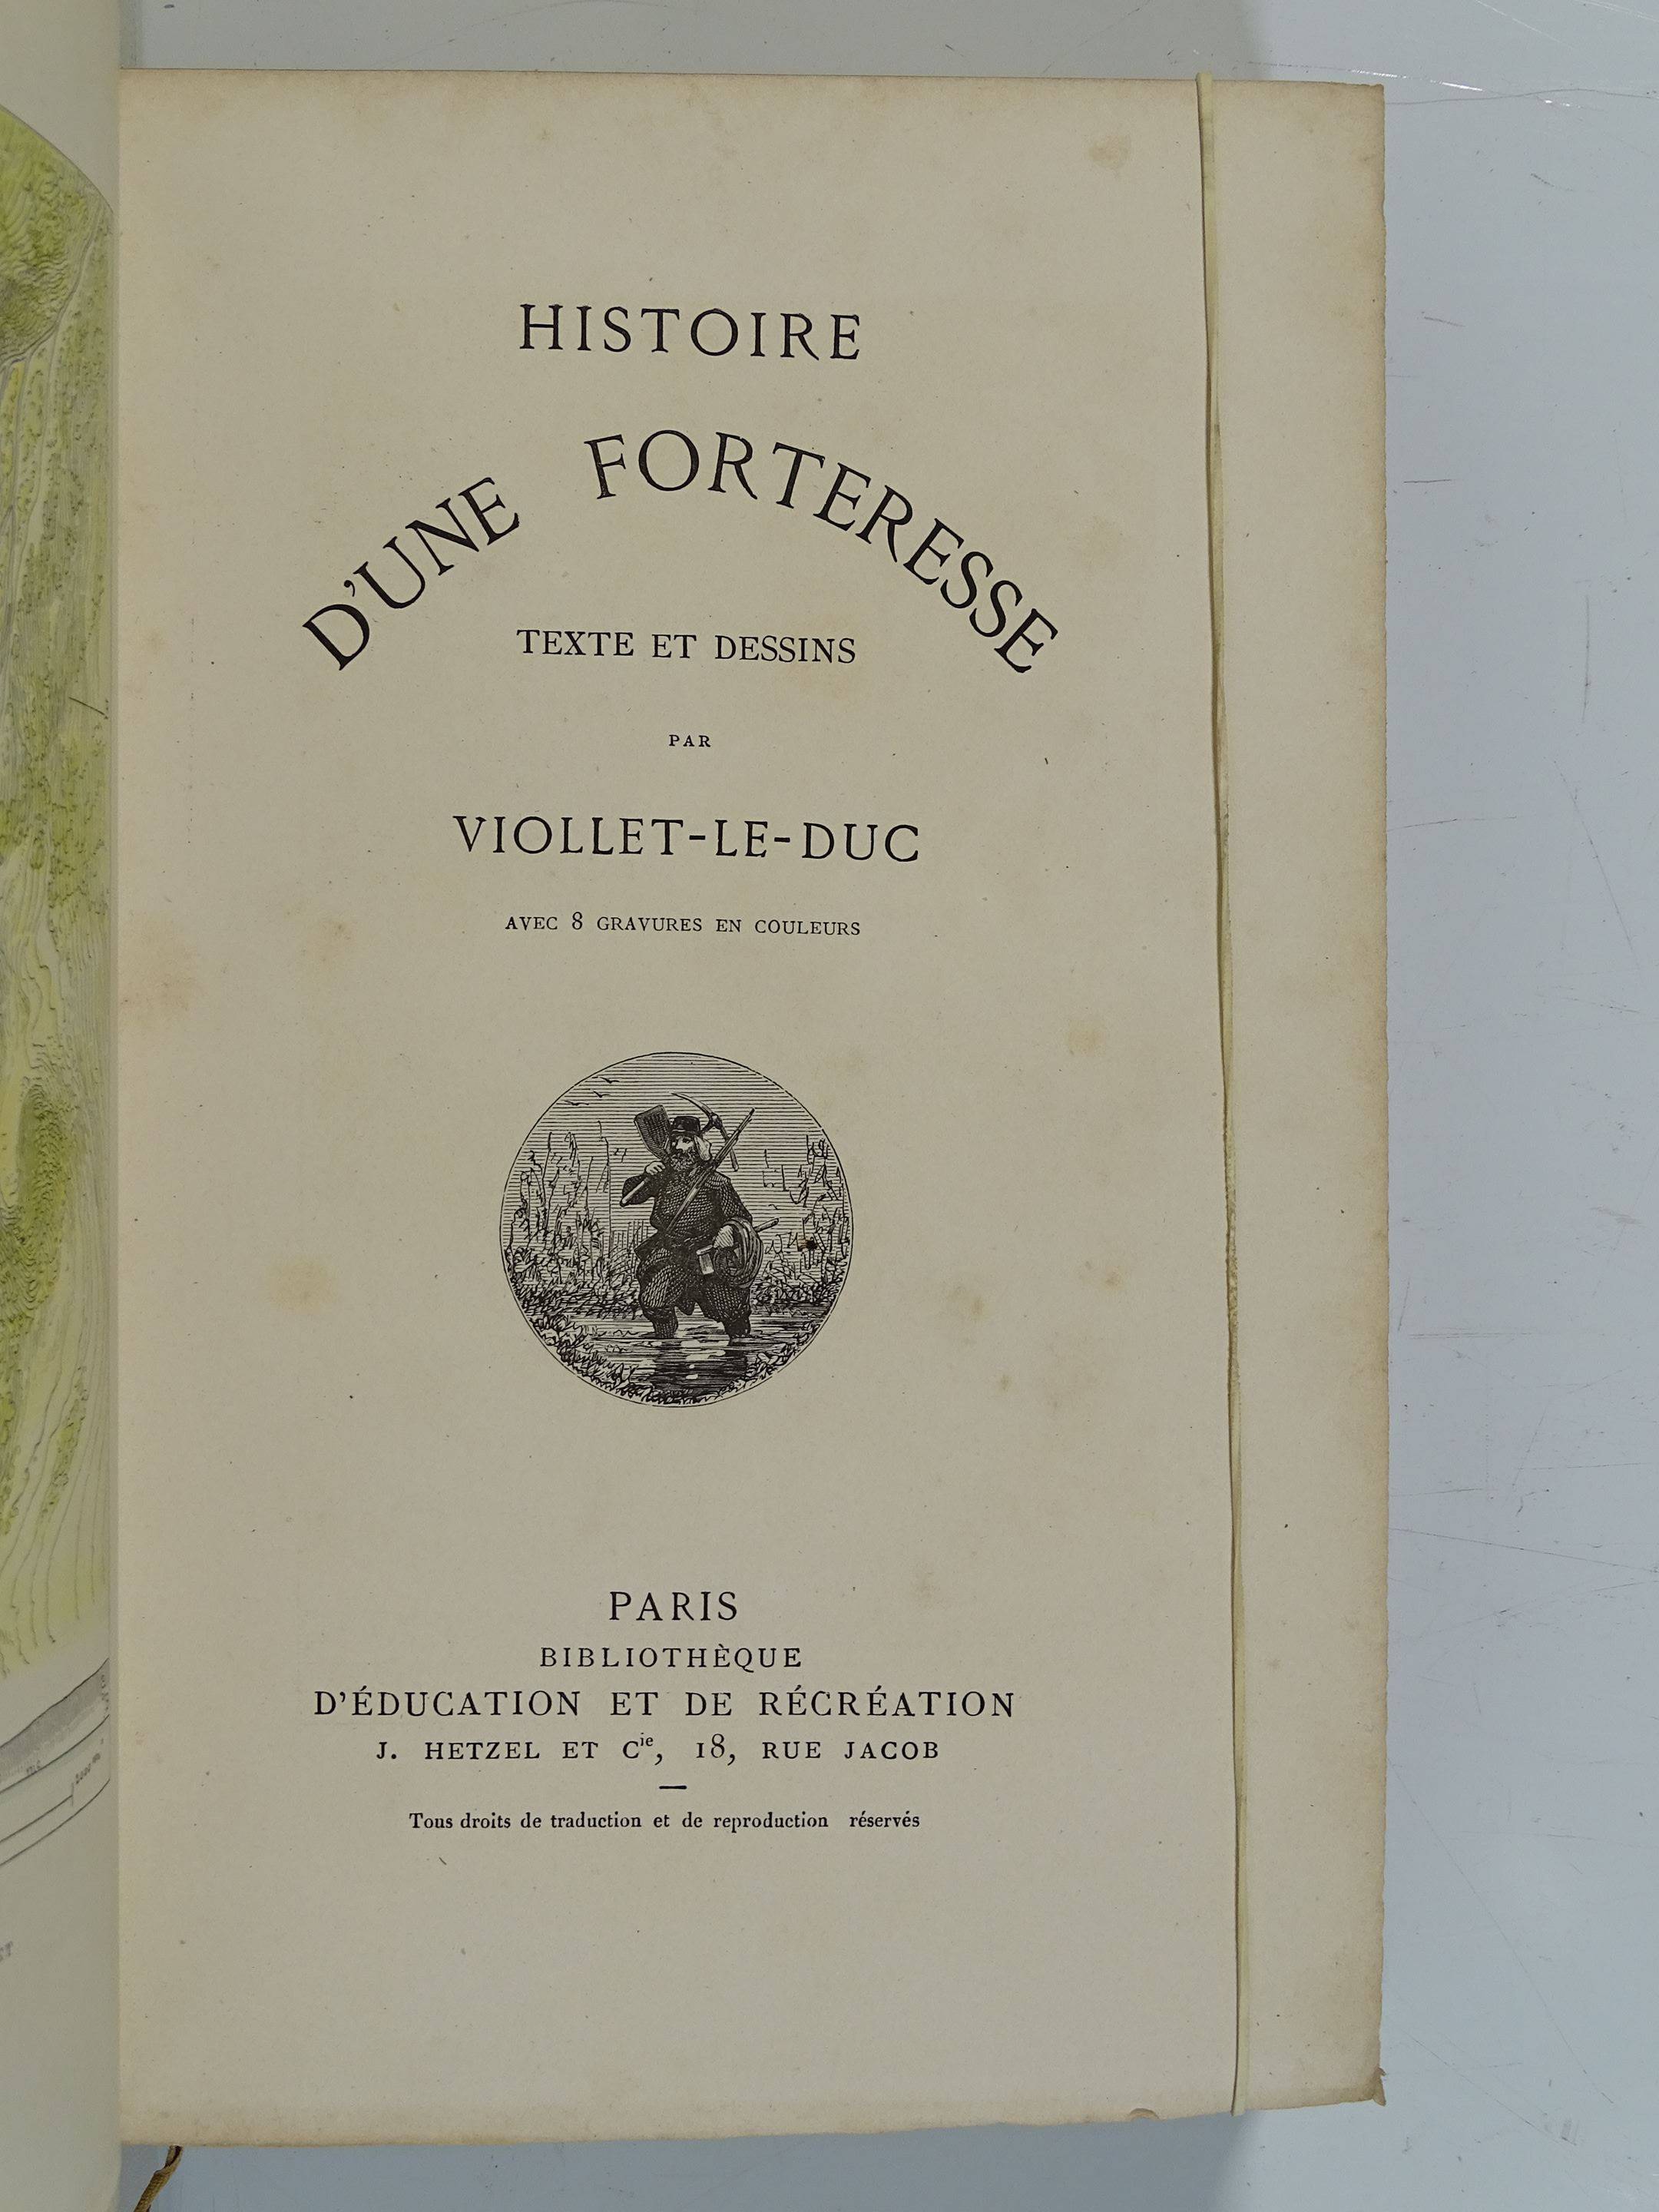 HISTOIRE
D'UNE FORTERESSE
TEXTE ET DESSINS
PAR
VIOLLET-LE-DUC
AVEC 8 GRAVURES EN COULEURS
PARIS
BIBLIOTHÈQUE
D'ÉDUCATION ET DE RÉCRÉATION
J. HETZEL ET Cie, 18, RUE JACOB
Tous droits de traduction et de reproduction réservés